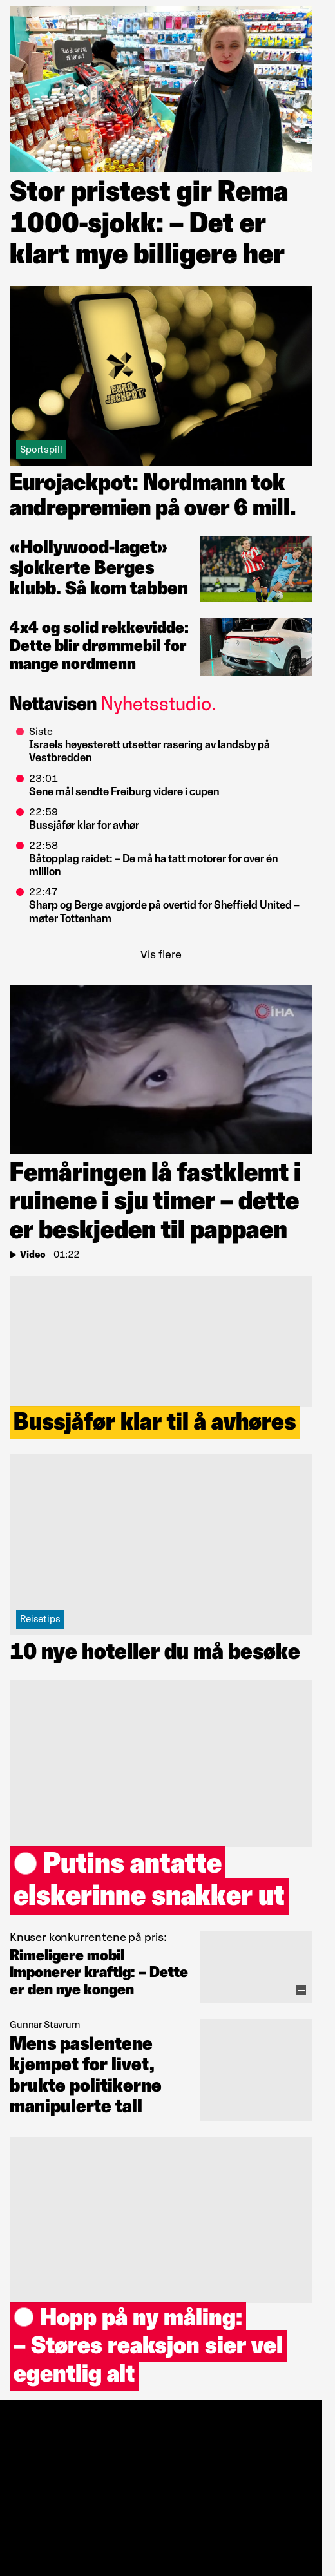 Stor pristest gir Rema
1000-sjokk: – Det er
klart mye billigere her
EURO
JACKPOT
Sportspill
Eurojackpot: Nordmann tok
andrepremien på over 6 mill.
«Hollywood-laget»
sjokkerte Berges
klubb. Så kom tabben
4x4 og solid rekkevidde:
Dette blir drømmebil for
mange nordmenn
Nettavisen Nyhetsstudio.
Siste
Israels høyesterett utsetter rasering av landsby på
Vestbredden
23:01
Sene mål sendte Freiburg videre i cupen
22:59
Bussjåfør klar for avhør
22:58
Båtopplag raidet: – De må ha tatt motorer for over én
million
22:47
Sharp og Berge avgjorde på overtid for Sheffield United –
møter Tottenham
Vis flere
IHA
Femåringen lå fastklemt i
ruinene i sju timer – dette
er beskjeden til pappaen
Video | 01:22
Bussjåfør klar til å avhøres
Reisetips
10 nye hoteller du må besøke
Putins antatte
elskerinne snakker ut
Knuser konkurrentene på pris:
Rimeligere mobil
imponerer kraftig: – Dette
er den nye kongen
Gunnar Stavrum
Mens pasientene
kjempet for livet,
brukte politikerne
manipulerte tall
Hopp på ny måling:
– Støres reaksjon sier vel
egentlig alt